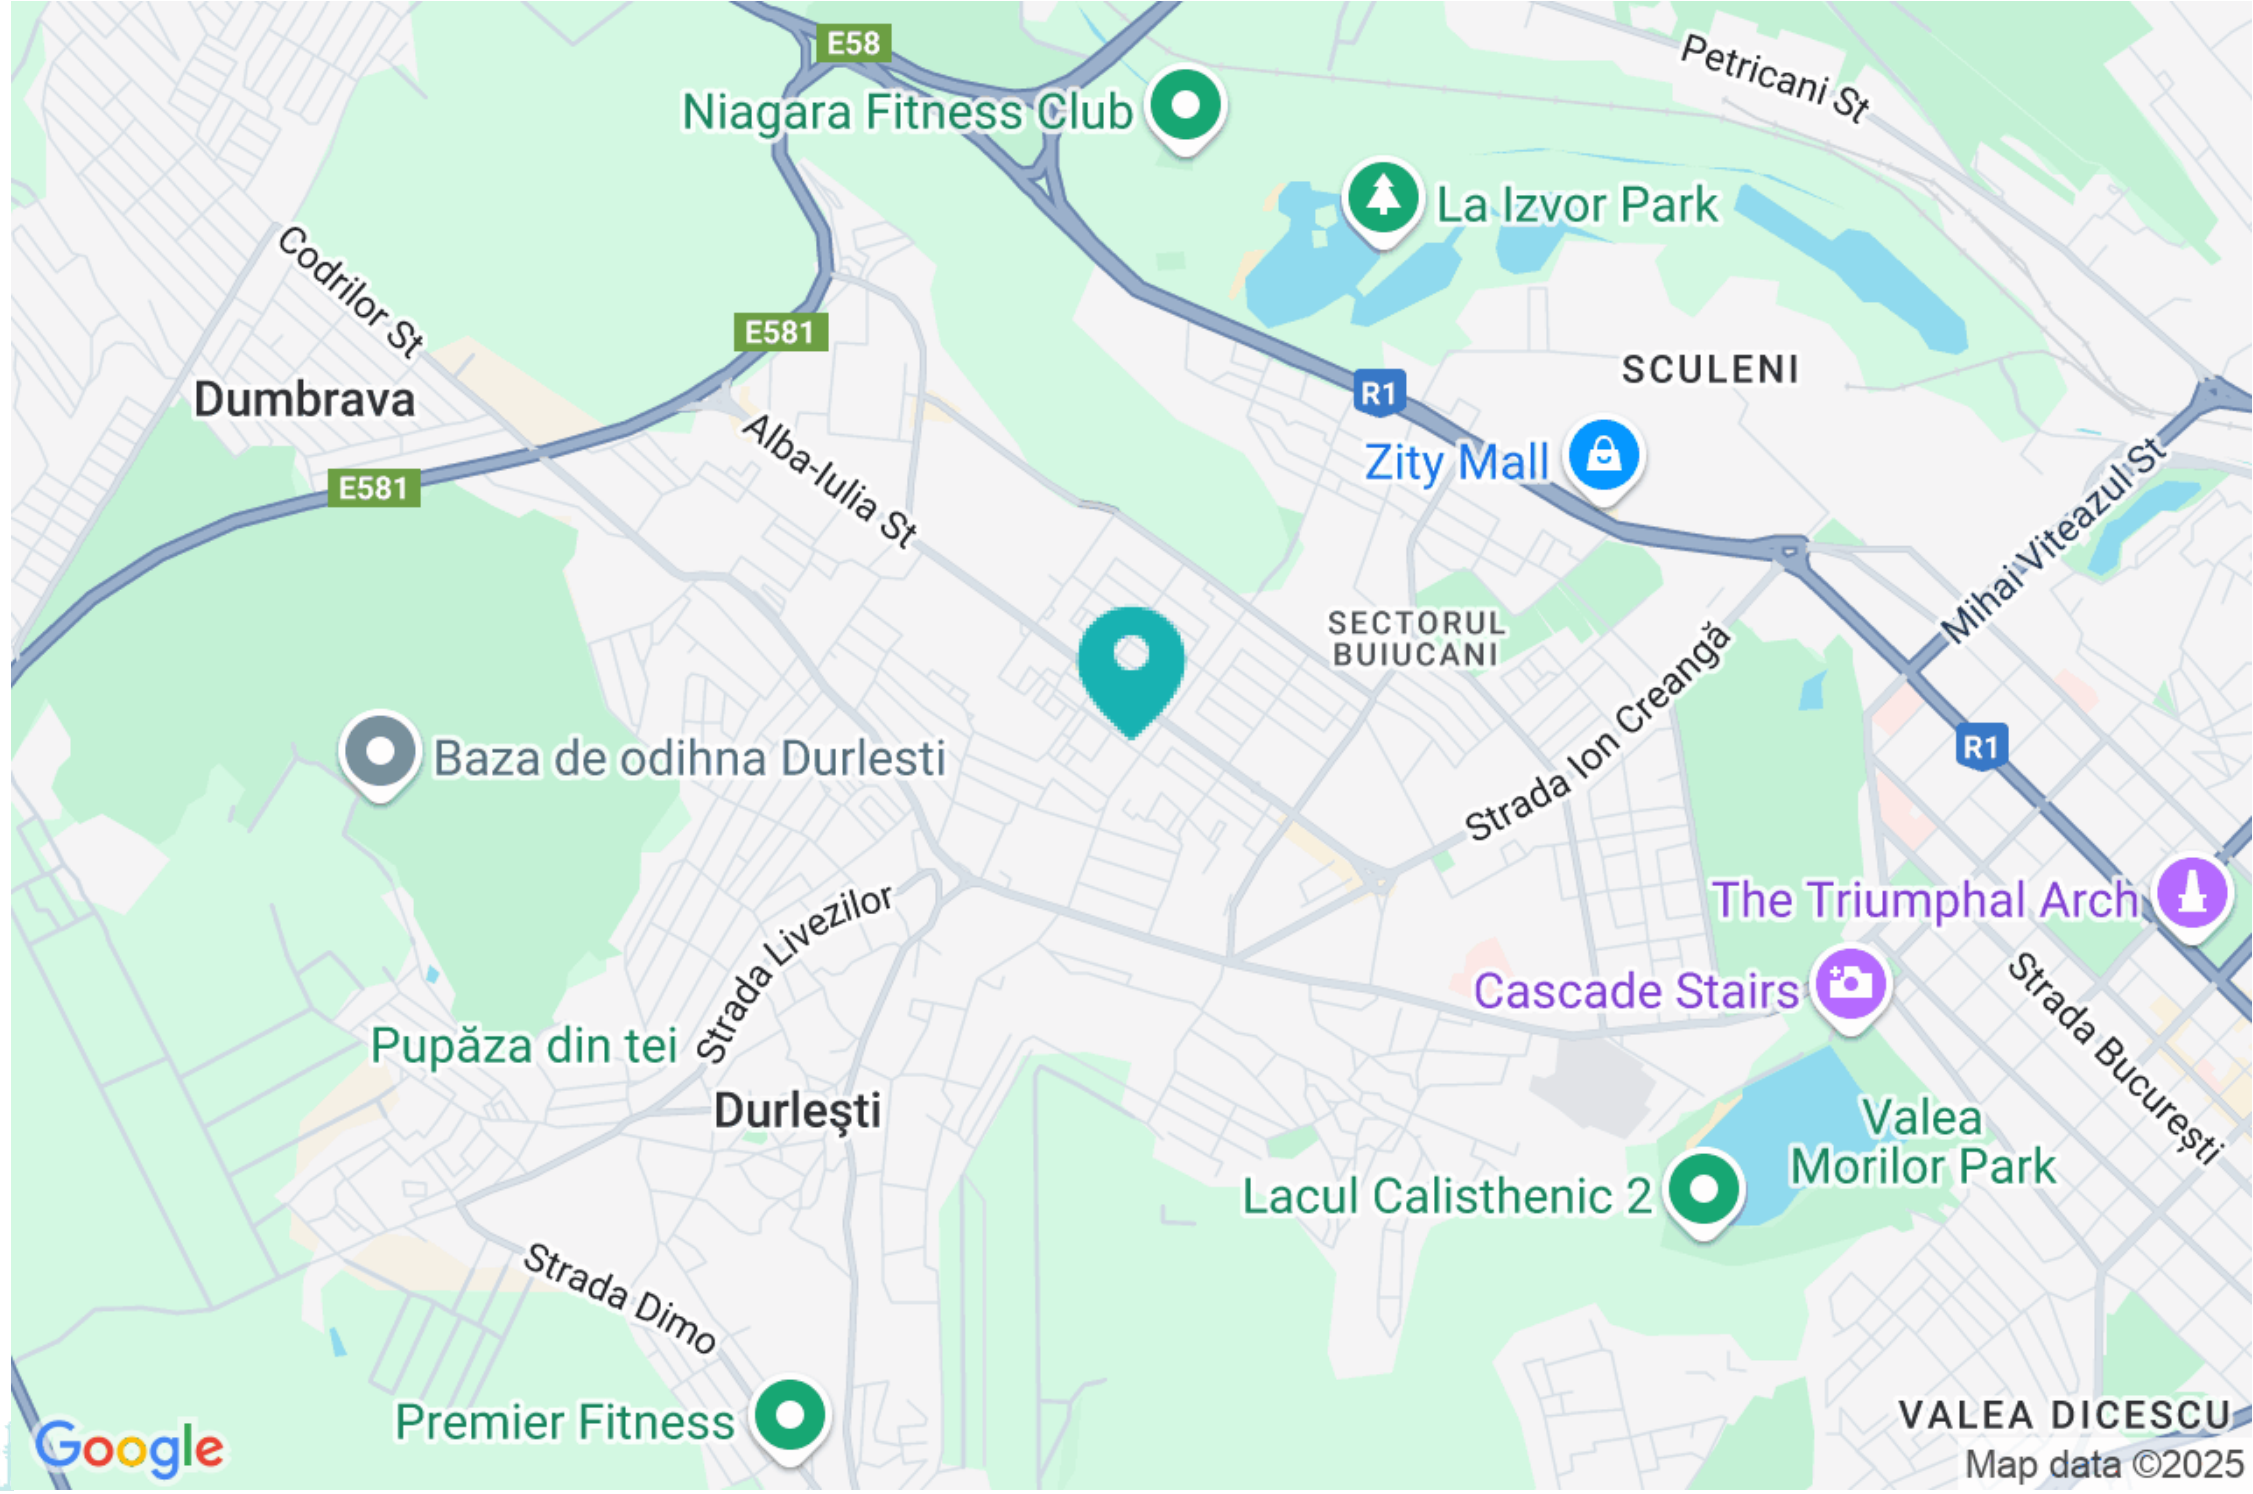 E58
Petricani St
Niagara Fitness Club
La Izvor Park
Codrilor St
E581
SCULENI
R1
Dumbrava
Alba-Iulia St
Zity Mall
E581
Mihai Viteazul St
SECTORUL
BUIUCANI
Strada Ion Creangă
R1
Baza de odihna Durlesti
The Triumphal Arch
Strada Livezilor
Cascade Stairs
Strada București
Pupăza din tei
Durleşti
Valea
Morilor Park
Lacul Calisthenic 2
Strada Dimo
Premier Fitness
VALEA DICESCU
Google
Map data ©2025